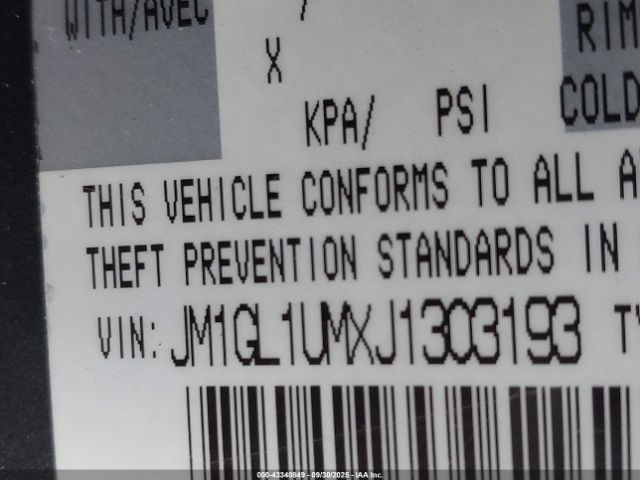 WITH/AVEC
X
RIM
KPA/ PSI COLD
THIS VEHICLE CONFORMS TO ALL A
THEFT PREVENTION STANDARDS IN
VIN: JM1GL1UMXJ1303193 TY
000-43340849 - 09/30/2025 - IAA Inc.